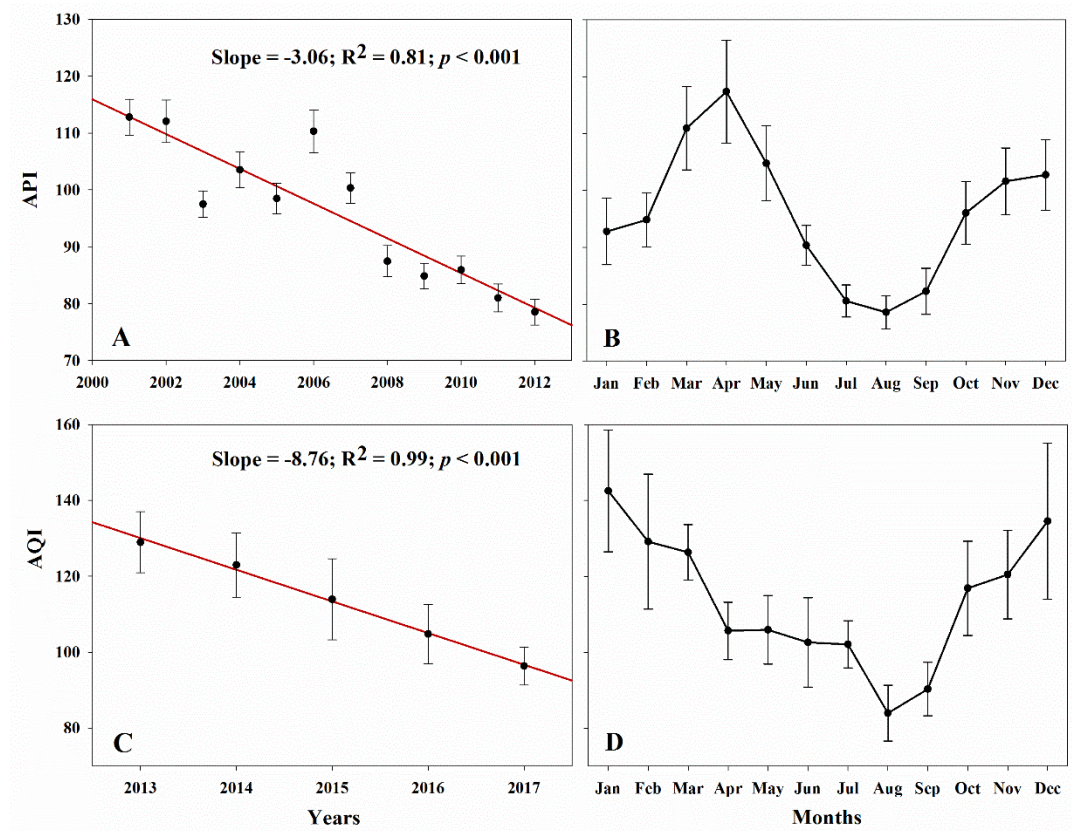 130
120
110
100
90
80
70
API
Slope = -3.06; R2 = 0.81; p < 0.001
A
2000 2002 2004 2006 2008 2010 2012
B
Jan Feb Mar Apr May Jun Jul Aug Sep Oct Nov Dec
160
140
120
100
80
AQI
Slope = -8.76; R2 = 0.99; p < 0.001
C
2013 2014 2015 2016 2017
Years
D
Jan Feb Mar Apr May Jun Jul Aug Sep Oct Nov Dec
Months